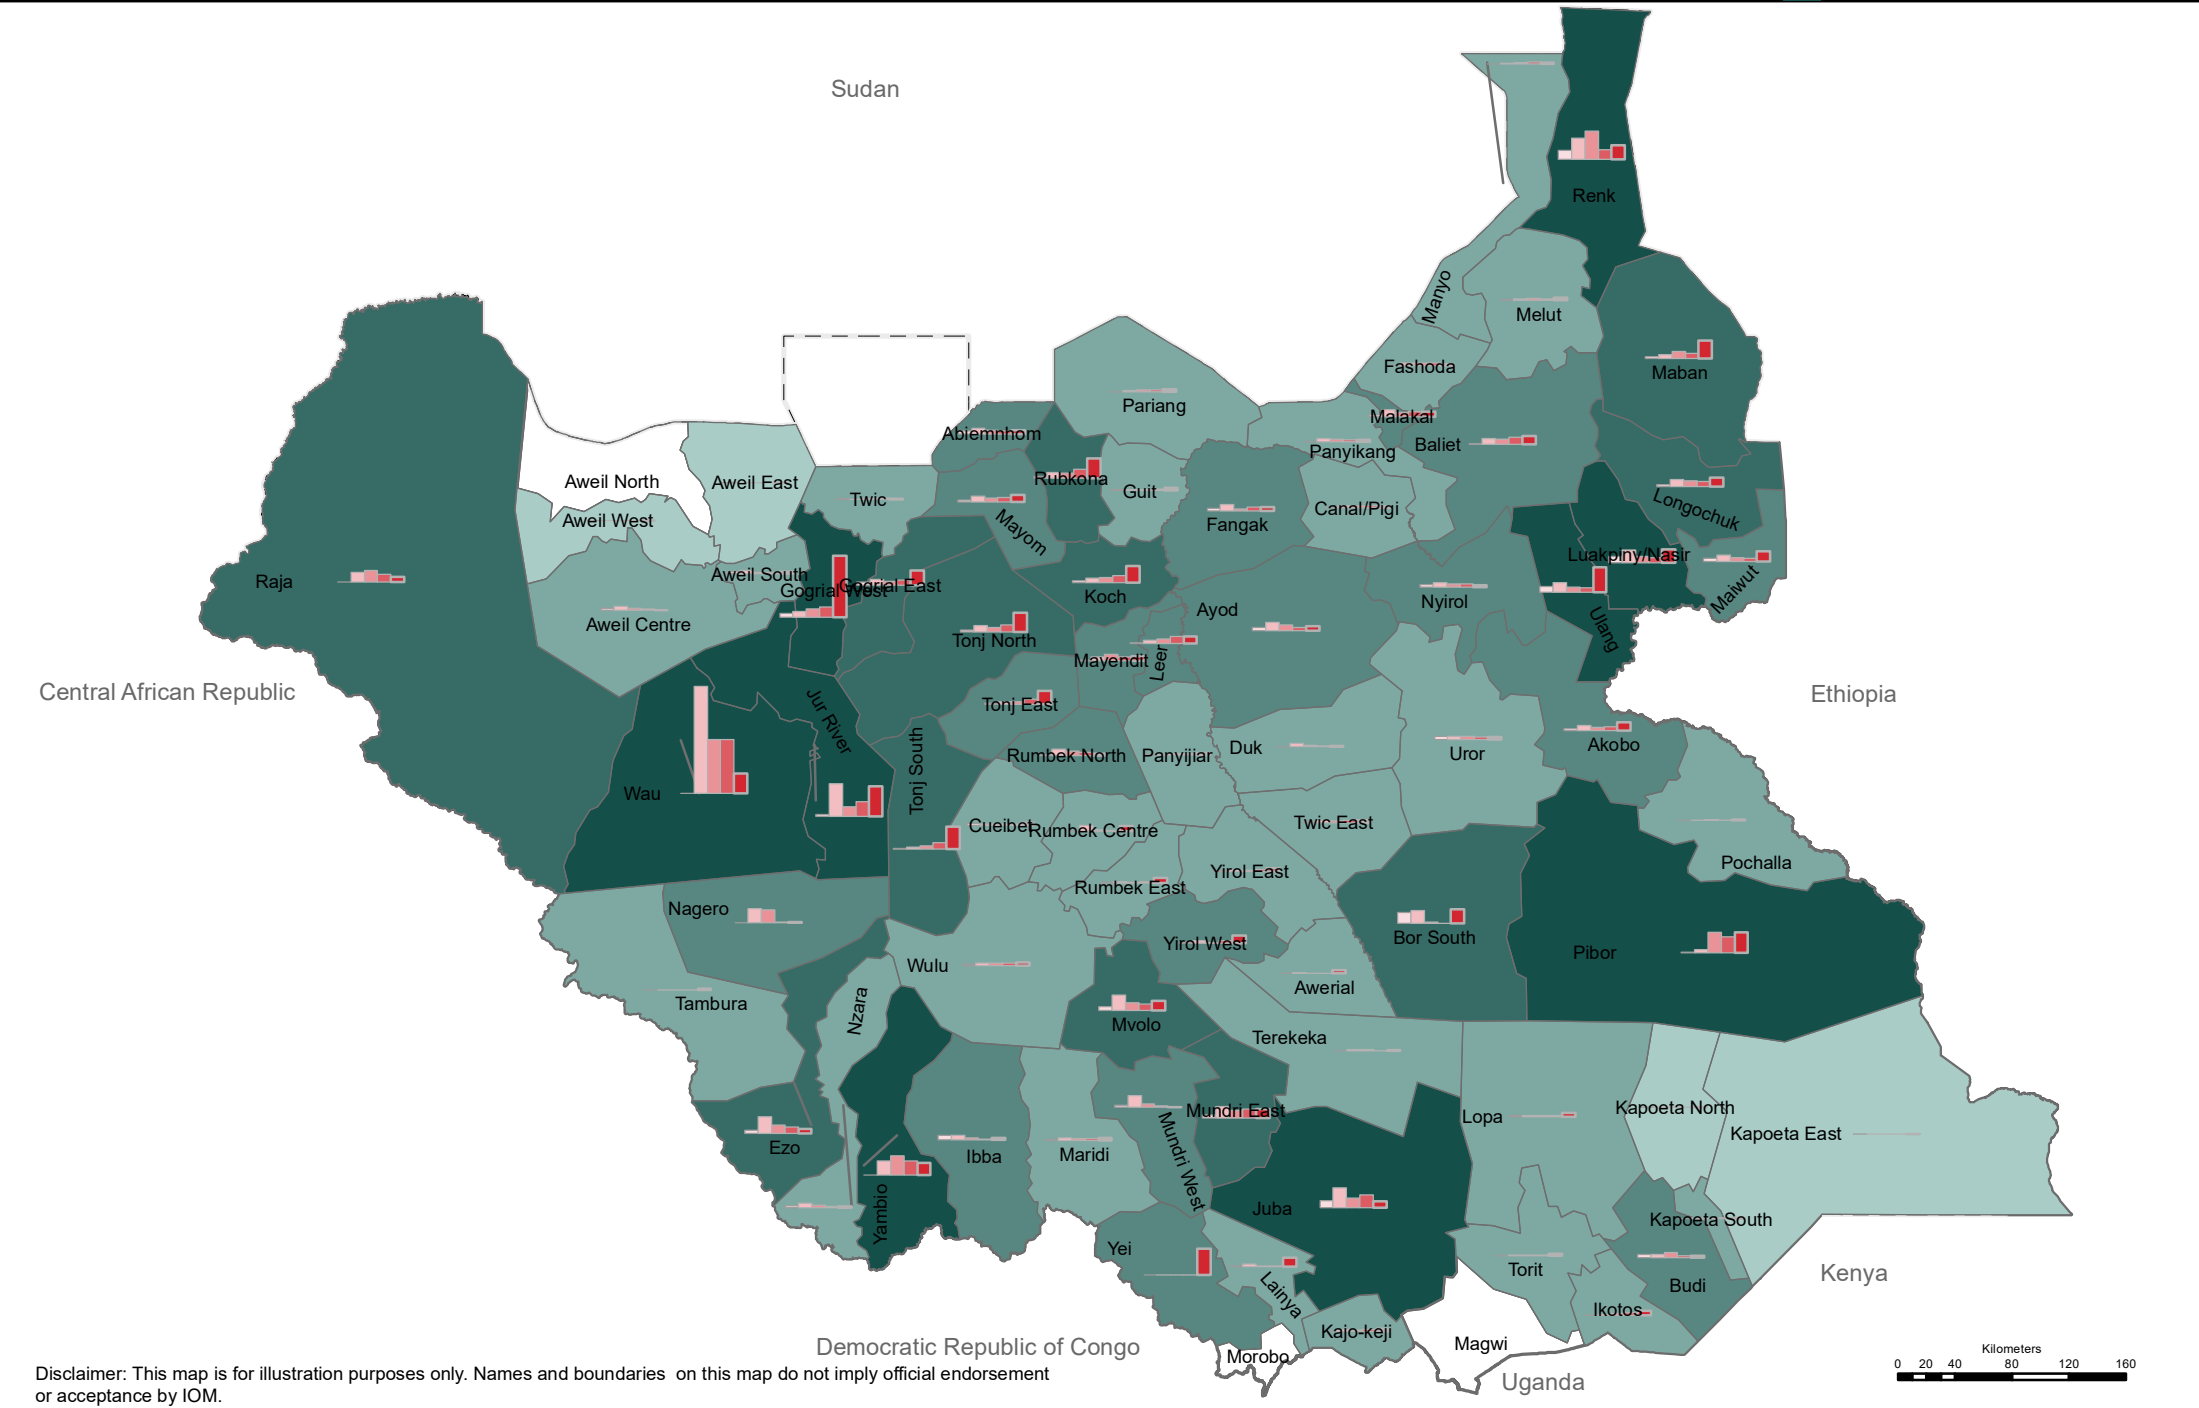 Sudan
Renk
Manyo
Melut
Fashoda
Maban
Malakal
Pariang
Abiemnhom
Panyikang
Baliet
Aweil North
Aweil East
Twic
Rubkona
Guit
Mayom
Fangak
Canal/Pigi
Longochuk
Aweil West
Luakpiny/Nasir
Maiwut
Raja
Aweil South
Gogrial West
Gogrial East
Koch
Ayod
Nyirol
Ulang
Aweil Centre
Tonj North
Mayendit
Leer
Central African Republic
Ethiopia
Jur River
Tonj East
Tonj South
Rumbek North
Panyijiar
Duk
Uror
Akobo
Wau
Cueibet
Rumbek Centre
Twic East
Pochalla
Rumbek East
Yirol East
Nagero
Yirol West
Bor South
Pibor
Wulu
Awerial
Tambura
Nzara
Mvolo
Terekeka
Mundri East
Lopa
Kapoeta North
Kapoeta East
Ezo
Ibba
Maridi
Mundri West
Yambio
Juba
Kapoeta South
Yei
Lainya
Torit
Budi
Kenya
Ikotos
Kajo-keji
Magwi
Morobo
Democratic Republic of Congo
Uganda
Kilometers
0 20 40 80 120 160
Disclaimer: This map is for illustration purposes only. Names and boundaries  on this map do not imply official endorsement
or acceptance by IOM.